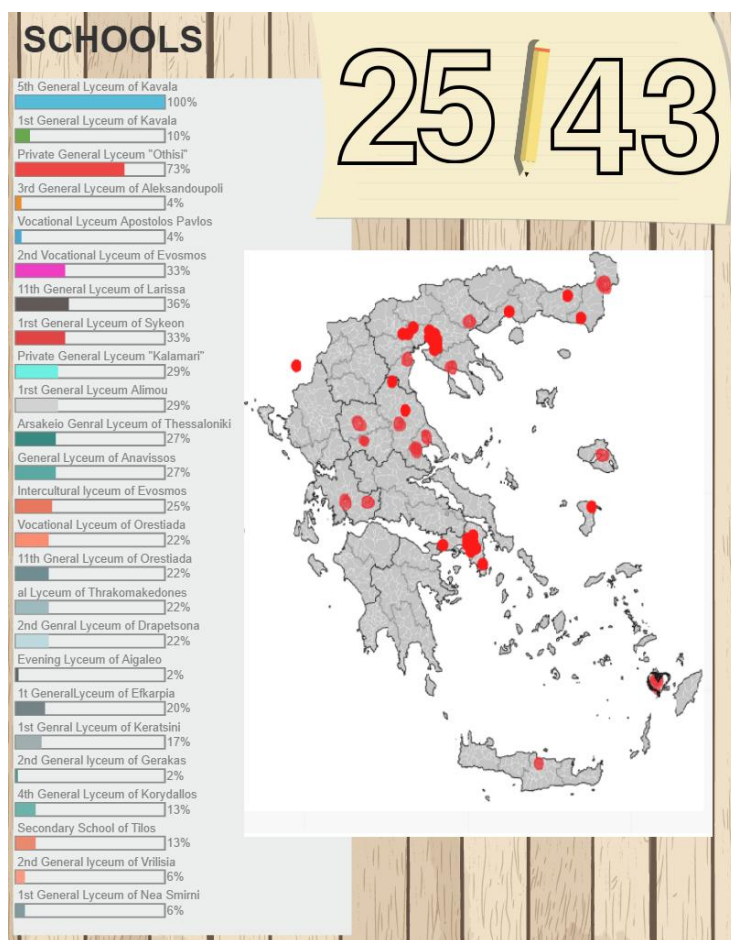 SCHOOLS
25 43
5th General Lyceum of Kavala
100%
1st General Lyceum of Kavala
10%
Private General Lyceum "Othisi"
73%
3rd General Lyceum of Aleksandoupoli
4%
Vocational Lyceum Apostolos Pavlos
4%
2nd Vocational Lyceum of Evosmos
33%
11th General Lyceum of Larissa
36%
1rst General Lyceum of Sykeon
33%
Private General Lyceum "Kalamari"
29%
1rst General Lyceum Alimou
29%
Arsakeio Genral Lyceum of Thessaloniki
27%
General Lyceum of Anavissos
27%
Intercultural lyceum of Evosmos
25%
Vocational Lyceum of Orestiada
22%
11th Gneral Lyceum of Orestiada
22%
al Lyceum of Thrakomakedones
22%
2nd Genral Lyceum of Drapetsona
22%
Evening Lyceum of Aigaleo
2%
1t GeneralLyceum of Efkarpia
20%
1st Genral Lyceum of Keratsini
17%
2nd General lyceum of Gerakas
2%
4th General Lyceum of Korydallos
13%
Secondary School of Tilos
13%
2nd General lyceum of Vrilisia
6%
1st General Lyceum of Nea Smirni
6%